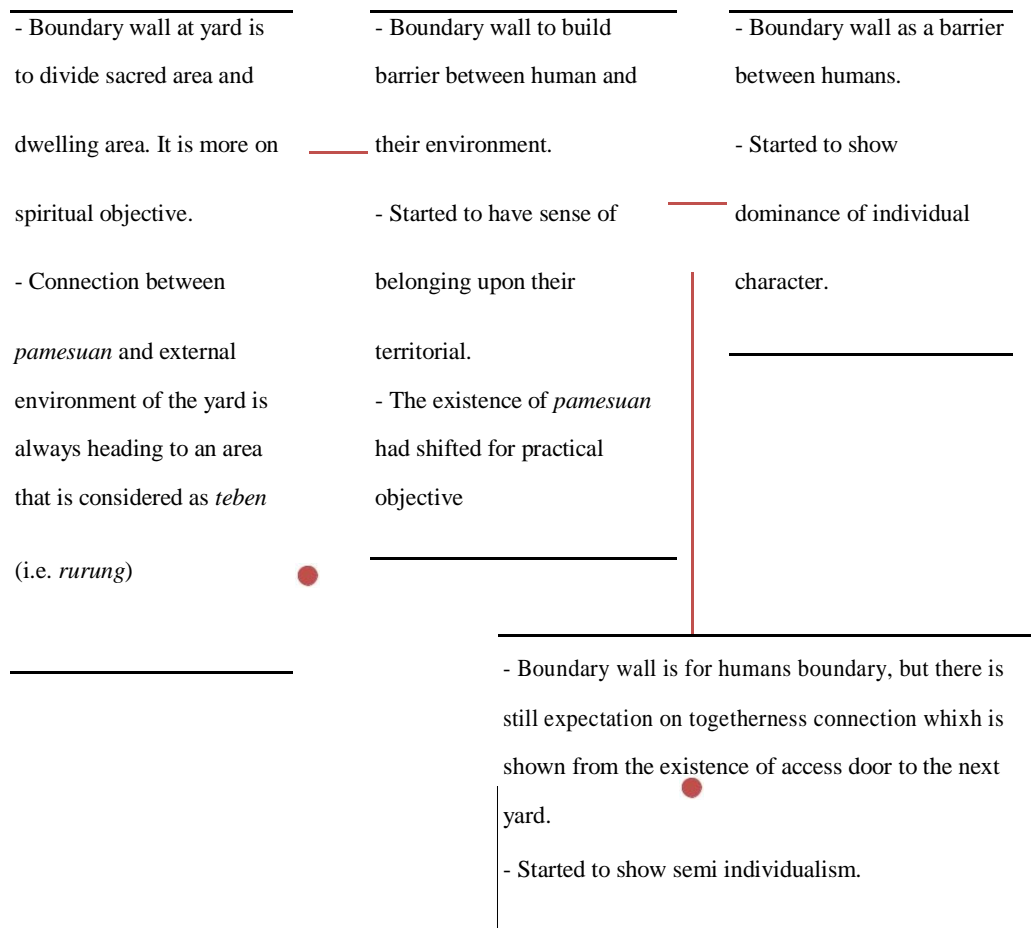 - Boundary wall at yard is
to divide sacred area and
dwelling area. It is more on
spiritual objective.
- Connection between
pamesuan and external
environment of the yard is
always heading to an area
that is considered as teben
(i.e. rurung)
- Boundary wall to build
barrier between human and
their environment.
- Started to have sense of
belonging upon their
territorial.
- The existence of pamesuan
had shifted for practical
objective
- Boundary wall as a barrier
between humans.
- Started to show
dominance of individual
character.
- Boundary wall is for humans boundary, but there is
still expectation on togetherness connection whixh is
shown from the existence of access door to the next
yard.
- Started to show semi individualism.